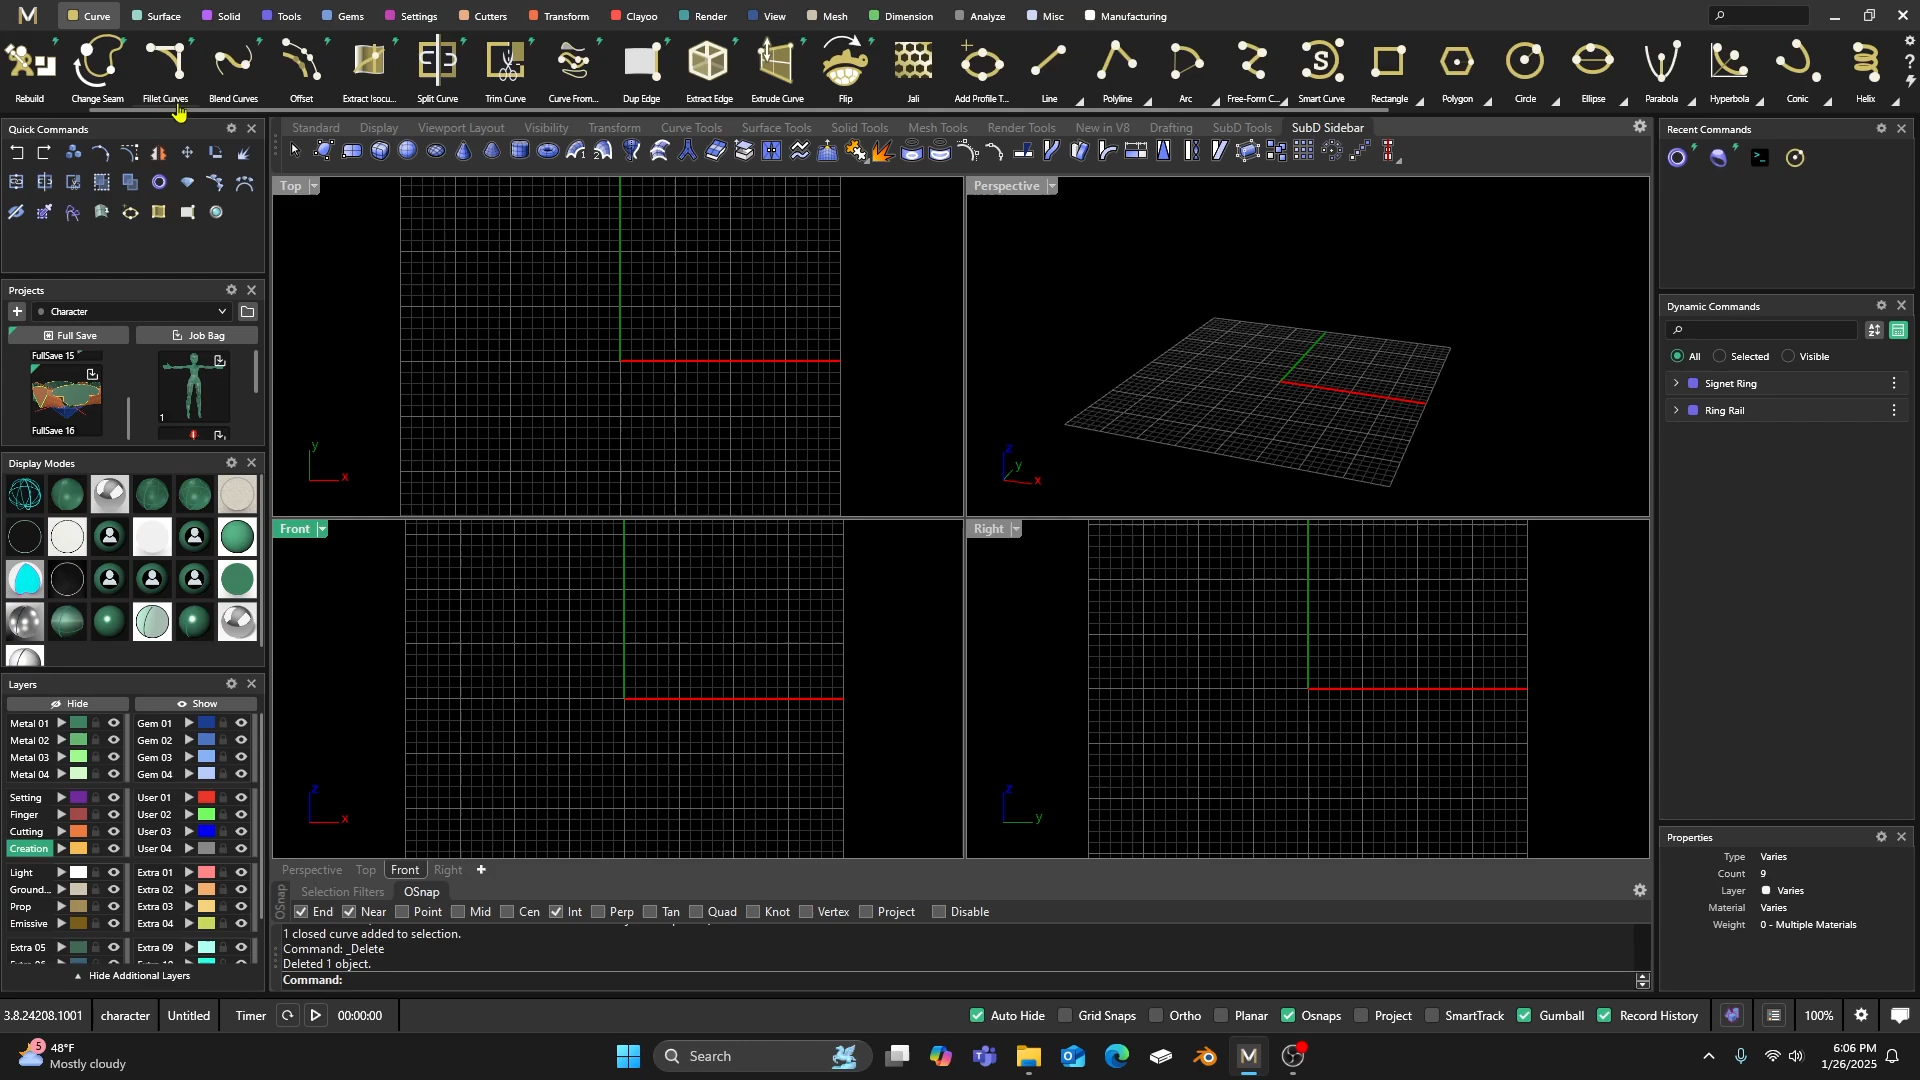 Curve
Surface
Solid
Tools
Gems
Settings
Cutters
Transform
Clayoo
Render
View
Mesh
Dimension
Analyze
Misc
Manufacturing
Rebuild
Change Seam
Fillet Curves
Blend Curves
Offset
Extract Isocu...
Split Curve
Trim Curve
Curve From...
Dup Edge
Extract Edge
Extrude Curve
Flip
Jali
Add Profile T...
Line
Polyline
Arc
Free-Form C...
Smart Curve
Rectangle
Polygon
Circle
Ellipse
Parabola
Hyperbola
Conic
Helix
Quick Commands
Projects
Character
Full Save
Job Bag
FullSave 15
FullSave 16
1
Display Modes
Layers
Hide
Show
Metal 01
Gem 01
Metal 02
Gem 02
Metal 03
Gem 03
Metal 04
Gem 04
Setting
User 01
Finger
User 02
Cutting
User 03
Creation
User 04
Light
Extra 01
Ground...
Extra 02
Prop
Extra 03
Emissive
Extra 04
Extra 05
Extra 09
Hide Additional Layers
Standard
Display
Viewport Layout
Visibility
Transform
Curve Tools
Surface Tools
Solid Tools
Mesh Tools
Render Tools
New in V8
Drafting
SubD Tools
SubD Sidebar
Top
y
x
Perspective
z
y
x
Front
z
x
Right
z
y
Perspective
Top
Front
Right
OSnap
Selection Filters
OSnap
End
Near
Point
Mid
Cen
Int
Perp
Tan
Quad
Knot
Vertex
Project
Disable
1 closed curve added to selection.
Command: _Delete
Deleted 1 object.
Command:
Recent Commands
Dynamic Commands
All
Selected
Visible
Signet Ring
Ring Rail
Properties
Type Varies
Count 9
Layer Varies
Material Varies
Weight 0 - Multiple Materials
3.8.24208.1001
character
Untitled
Timer
00:00:00
Auto Hide
Grid Snaps
Ortho
Planar
Osnaps
Project
SmartTrack
Gumball
Record History
100%
5
48°F
Mostly cloudy
Search
6:06 PM
1/26/2025